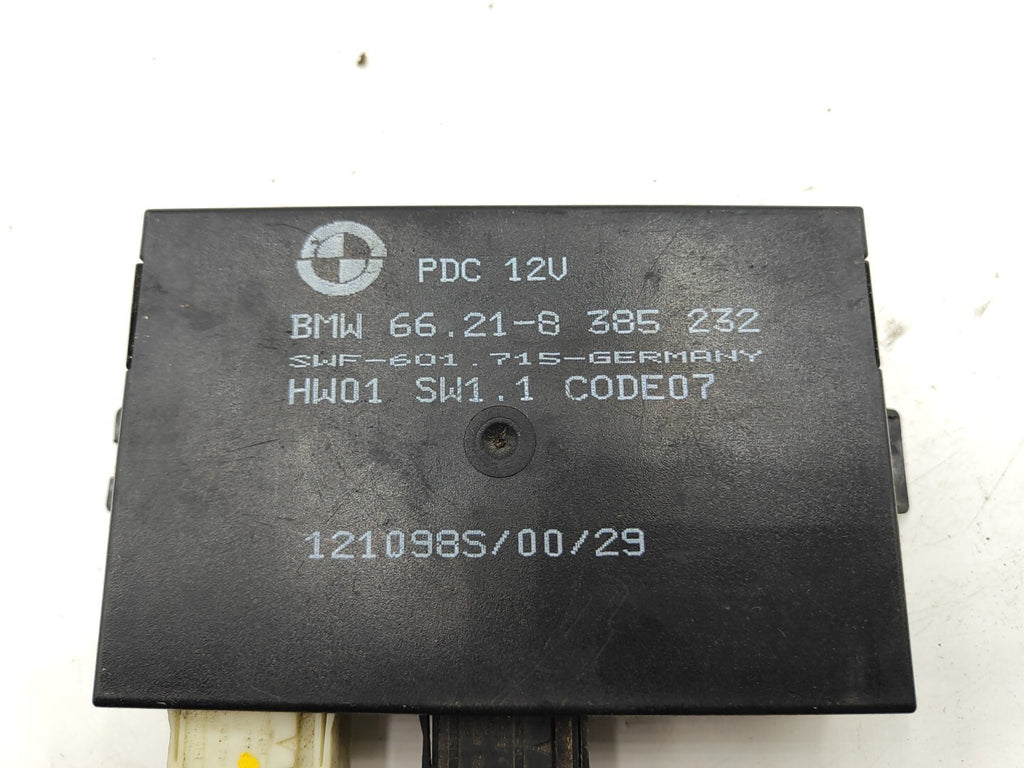 PDC 12V
BMW 66.21-8 385 232
SWF-601.715-GERMANY
HW01 SW1.1 CODE07
121098S/00/29